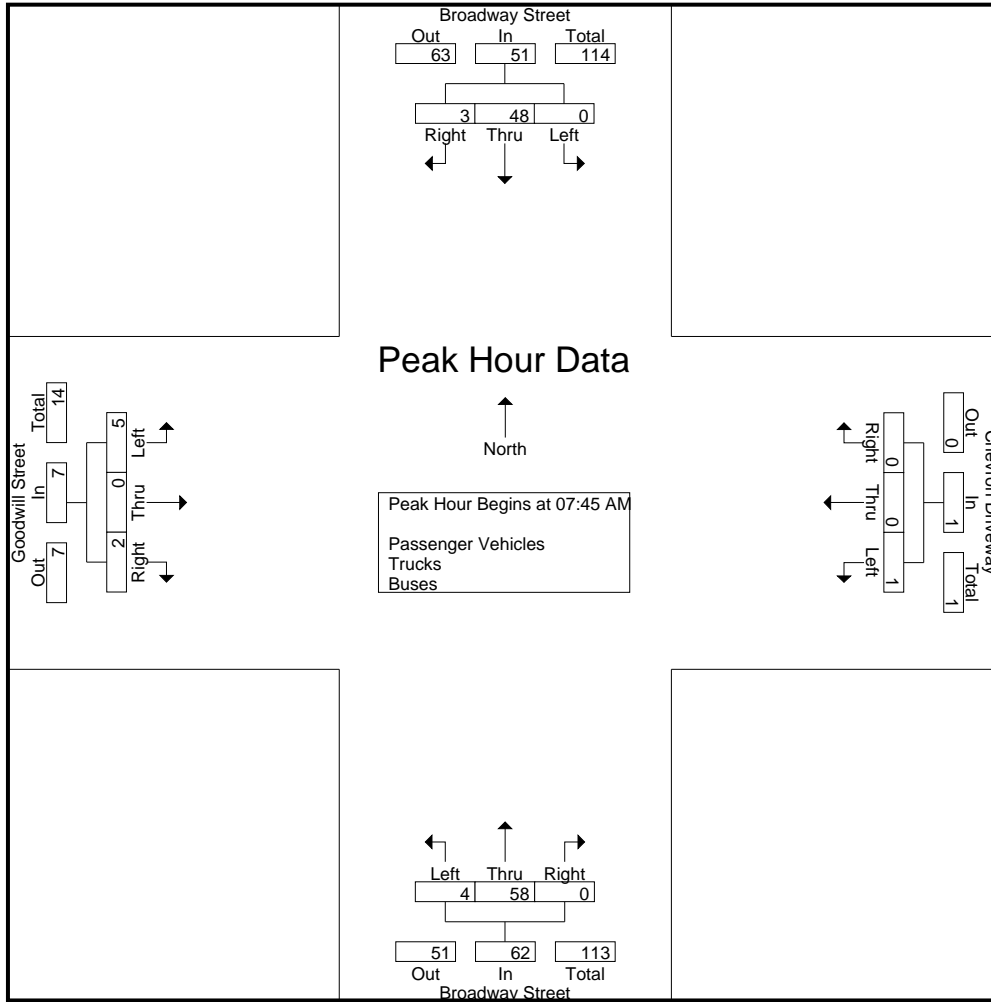 Broadway Street
Out In Total
63 51 114
3 48 0
Right Thru Left
Peak Hour Data
North
Peak Hour Begins at 07:45 AM
Passenger Vehicles
Trucks
Buses
Goodwill Street
Out In Total
7 7 14
5 0 2
Left Thru Right
Chevron Driveway
Out In Total
0 1 1
0 0 1
Right Thru Left
Left Thru Right
4 58 0
51 62 113
Out In Total
Broadway Street